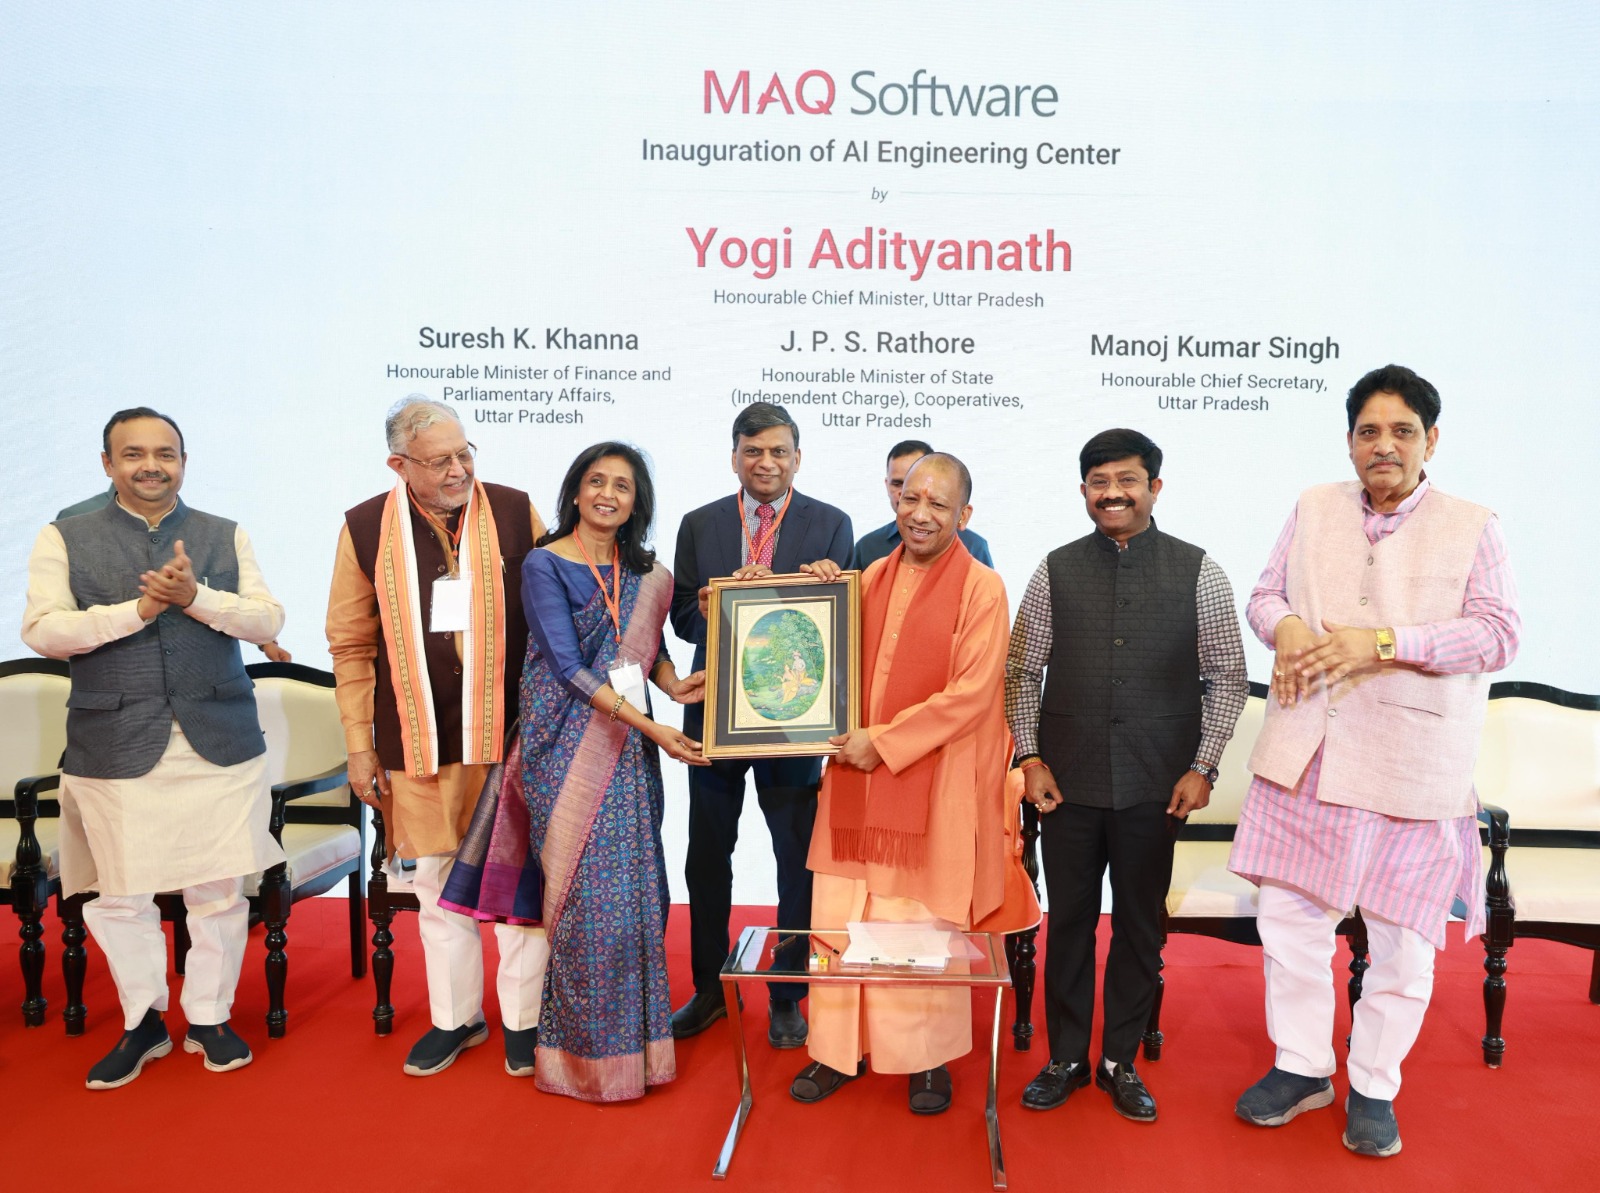 MAQ Software
Inauguration of AI Engineering Center
by
Yogi Adityanath
Honourable Chief Minister, Uttar Pradesh
Suresh K. Khanna
Honourable Minister of Finance and
Parliamentary Affairs,
Uttar Pradesh
J. P. S. Rathore
Honourable Minister of State
(Independent Charge), Cooperatives,
Uttar Pradesh
Manoj Kumar Singh
Honourable Chief Secretary,
Uttar Pradesh